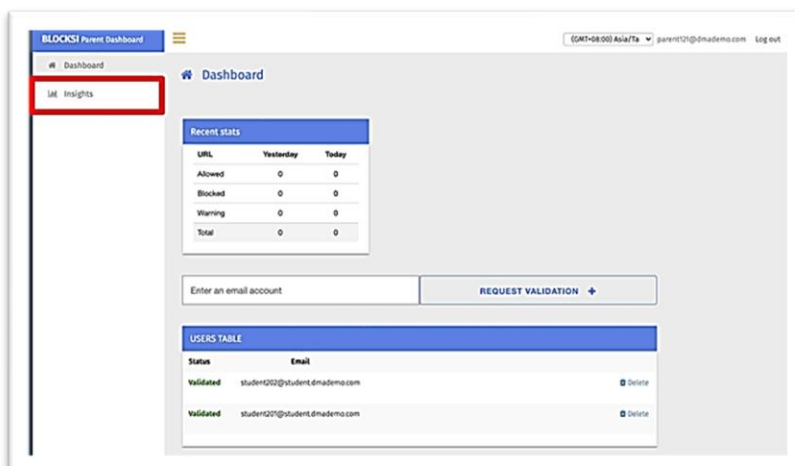 BLOCKSI Parent Dashboard
(GMT+08:00) Asia/Ta parent121@dmademo.com Log out
Dashboard
Insights
Dashboard
Recent stats
URL Yesterday Today
Allowed 0 0
Blocked 0 0
Warning 0 0
Total 0 0
Enter an email account
REQUEST VALIDATION +
USERS TABLE
Status Email
Validated student202@student.dmademo.com Delete
Validated student201@student.dmademo.com Delete